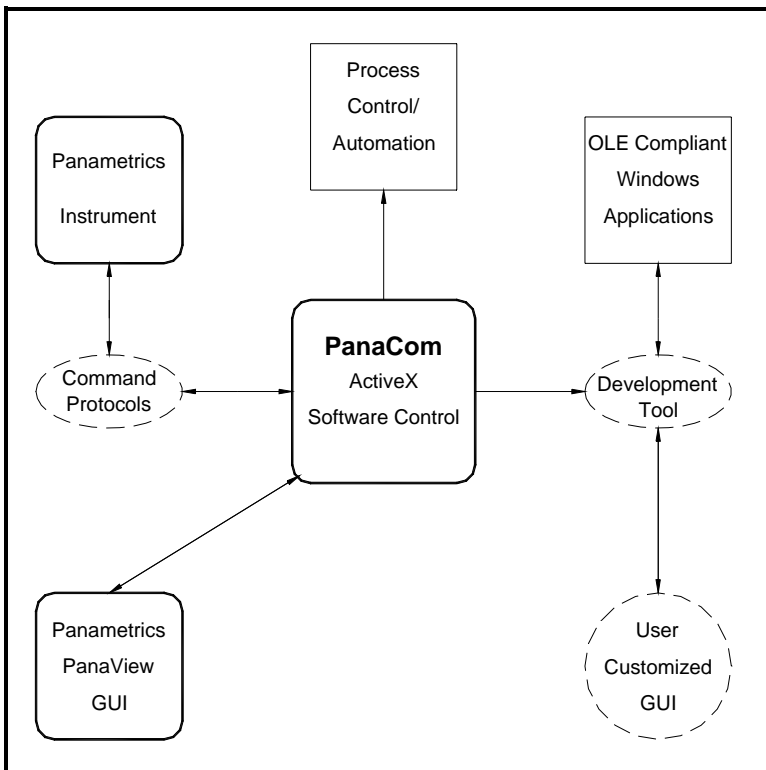 Process
Control/
Automation
Panametrics
Instrument
OLE Compliant
Windows
Applications
PanaCom
ActiveX
Software Control
Command
Protocols
Development
Tool
Panametrics
PanaView
GUI
User
Customized
GUI